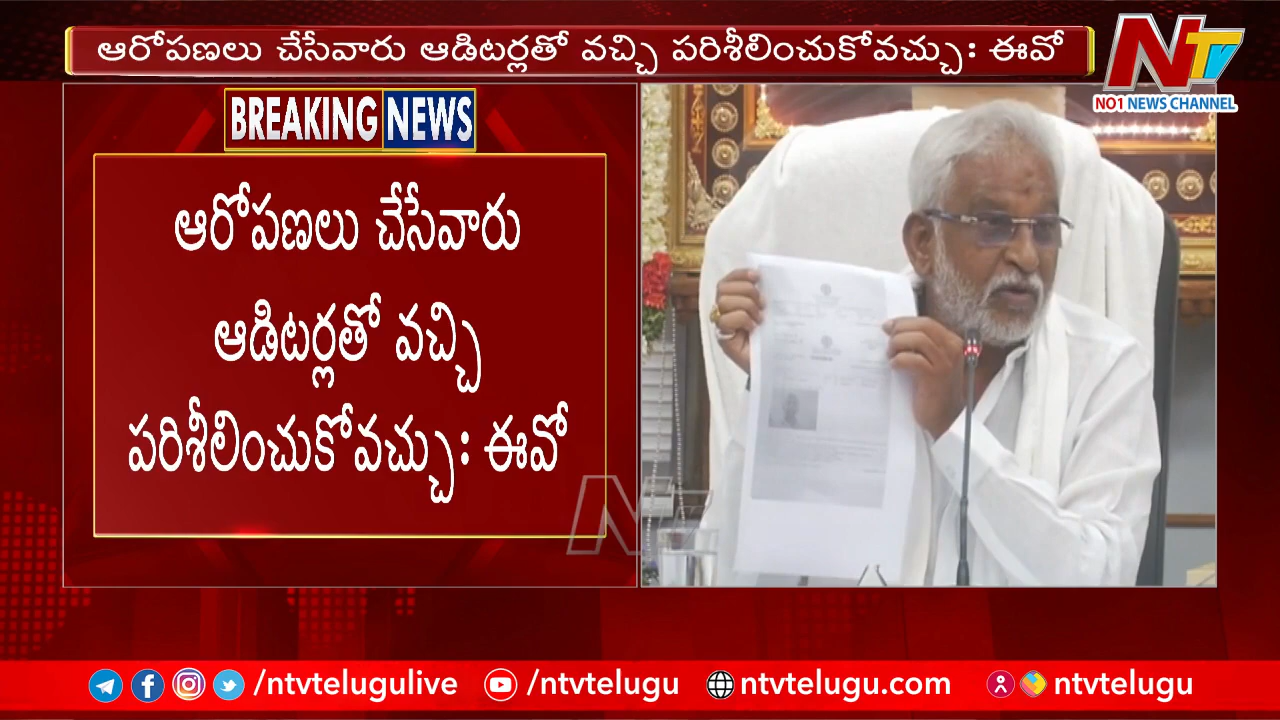 ఆరోపణలు చేసేవారు ఆడిటర్లతో వచ్చి పరిశీలించుకోవచ్చు: ఈవో
NTV
NO1 NEWS CHANNEL
BREAKING NEWS
ఆరోపణలు చేసేవారు
ఆడిటర్లతో వచ్చి
పరిశీలించుకోవచ్చు: ఈవో
/ntvtelugulive
/ntvtelugu
ntvtelugu.com
ntvtelugu